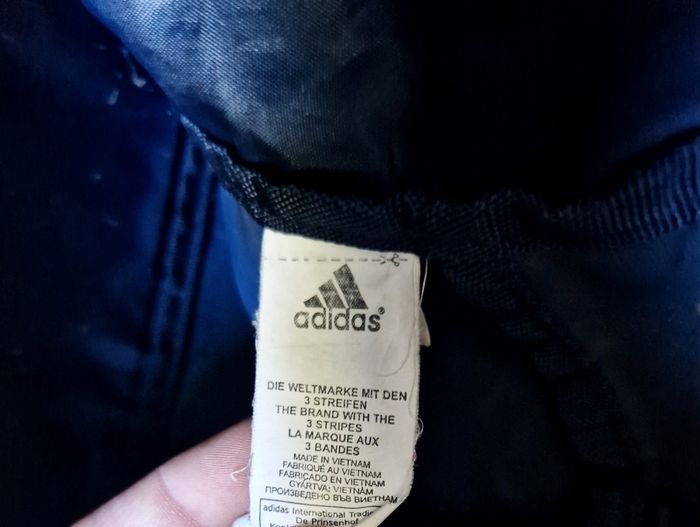 adidas®
DIE WELTMARKE MIT DEN
3 STREIFEN
THE BRAND WITH THE
3 STRIPES
LA MARQUE AUX
3 BANDES
MADE IN VIETNAM
FABRIQUÉ AU VIETNAM
FABRICADO EN VIETNAM
GYÁRTVA: VIETNÁM
ПРОИЗВЕДЕНО ВЪВ ВИЕТНАМ
adidas International Trading
De Prinsenhof